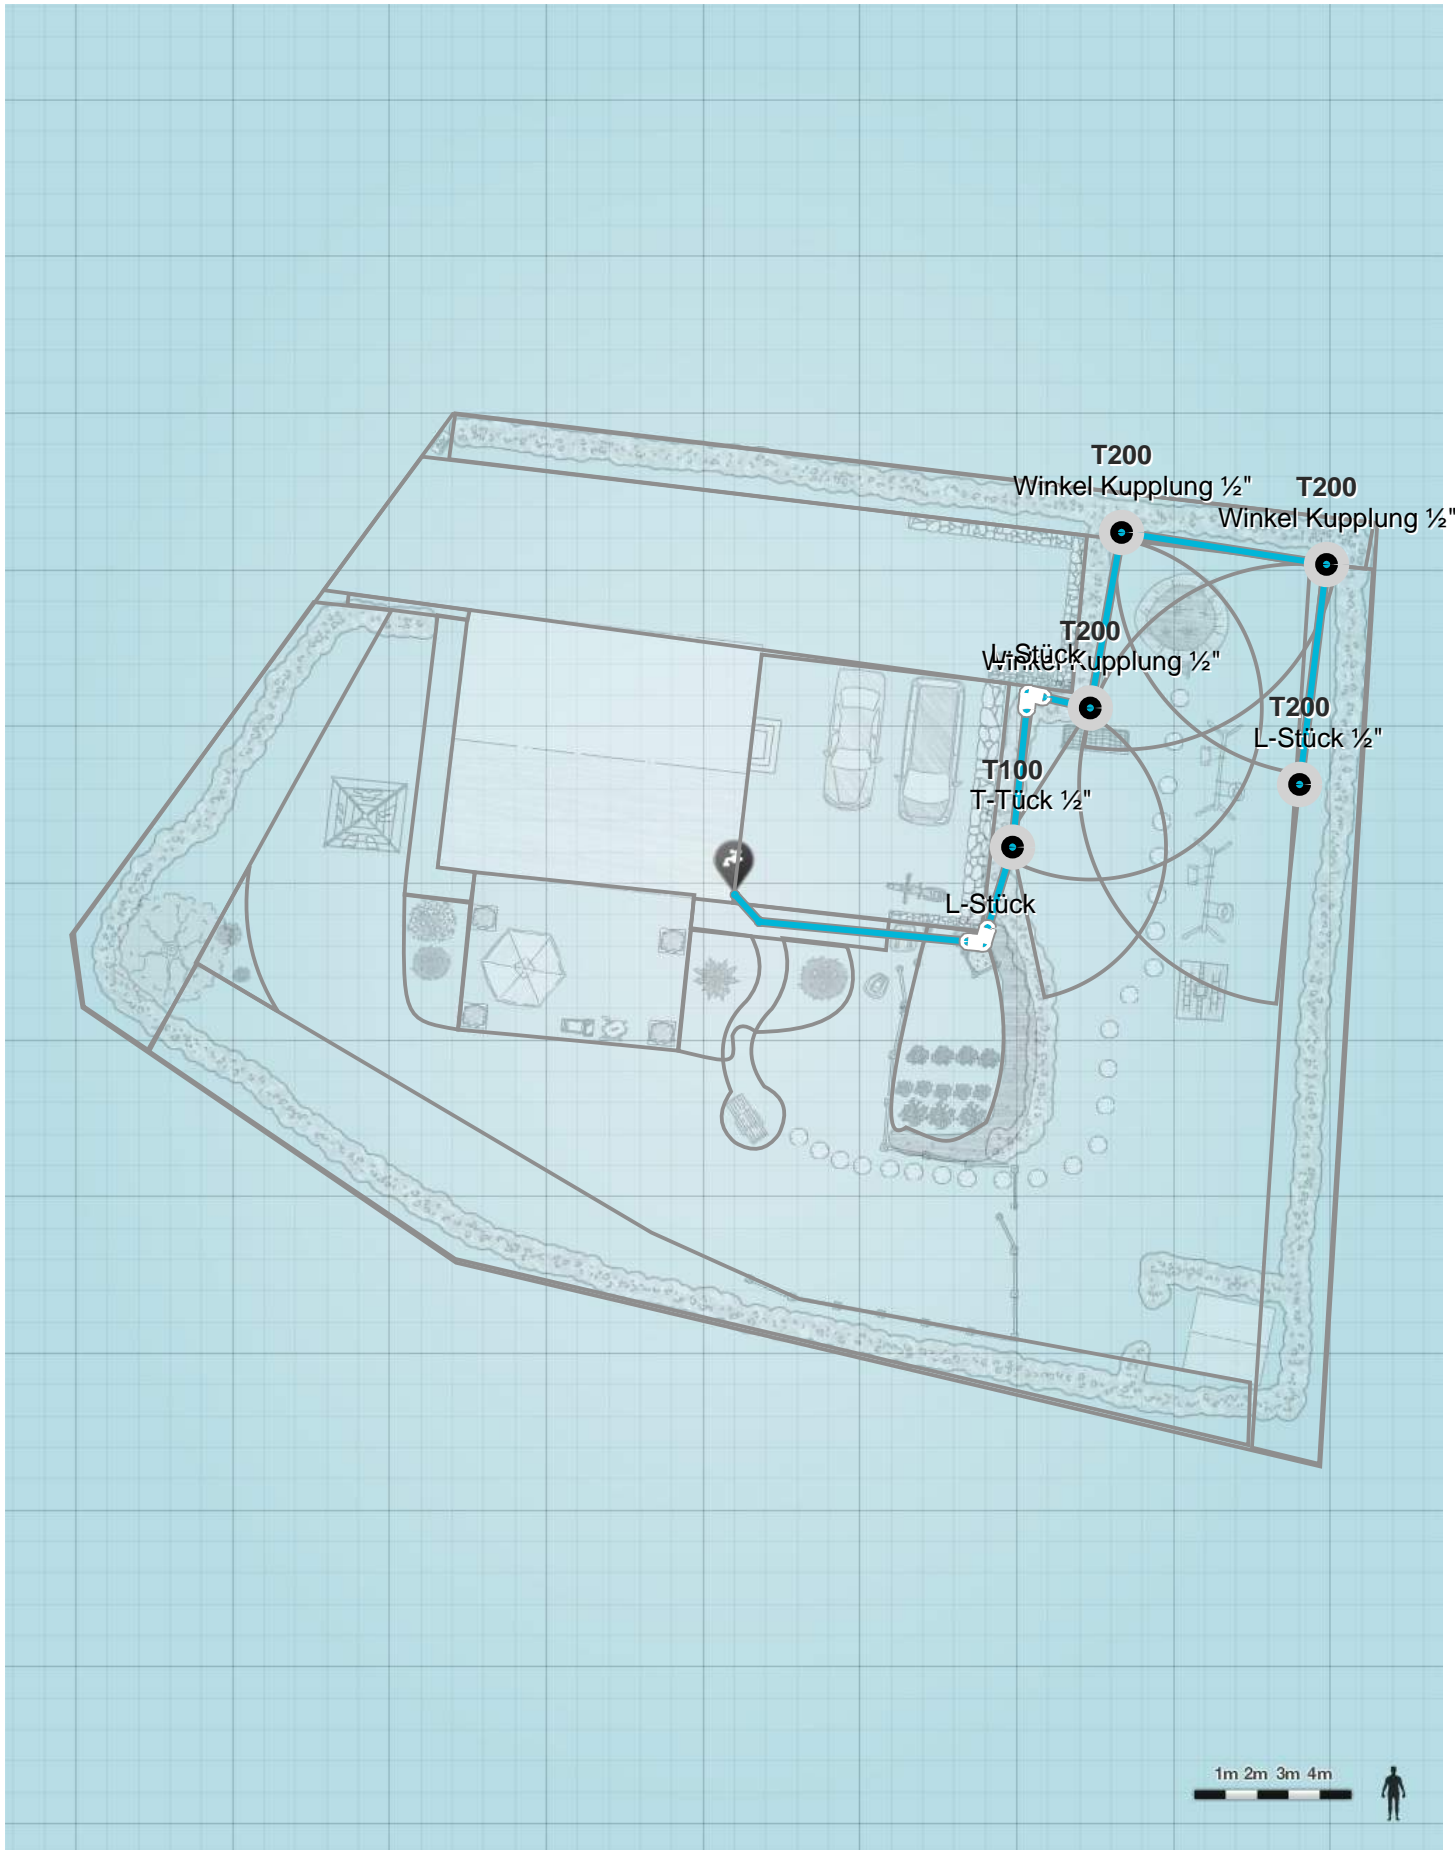 T200
Winkel Kupplung ½"
T200
Winkel Kupplung ½"
T200
L-Stück
Winkel Kupplung ½"
T200
L-Stück ½"
T100
T-Tück ½"
L-Stück
1m 2m 3m 4m